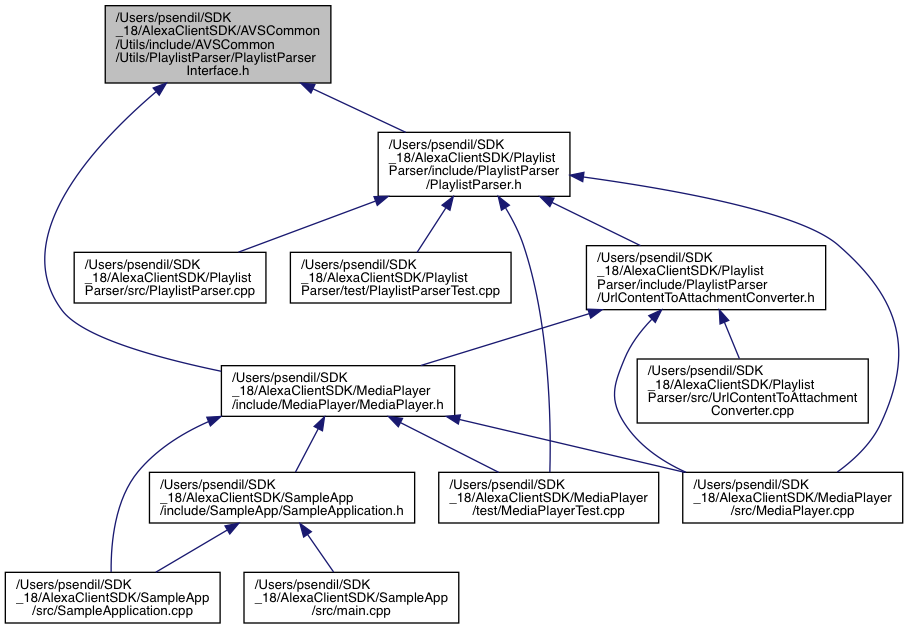 /Users/psendil/SDK
_18/AlexaClientSDK/AVSCommon
/Utils/include/AVSCommon
/Utils/PlaylistParser/PlaylistParser
Interface.h
/Users/psendil/SDK
_18/AlexaClientSDK/Playlist
Parser/include/PlaylistParser
/PlaylistParser.h
/Users/psendil/SDK
_18/AlexaClientSDK/Playlist
Parser/src/PlaylistParser.cpp
/Users/psendil/SDK
_18/AlexaClientSDK/Playlist
Parser/test/PlaylistParserTest.cpp
/Users/psendil/SDK
_18/AlexaClientSDK/Playlist
Parser/include/PlaylistParser
/UrlContentToAttachmentConverter.h
/Users/psendil/SDK
_18/AlexaClientSDK/MediaPlayer
/include/MediaPlayer/MediaPlayer.h
/Users/psendil/SDK
_18/AlexaClientSDK/Playlist
Parser/src/UrlContentToAttachment
Converter.cpp
/Users/psendil/SDK
_18/AlexaClientSDK/SampleApp
/include/SampleApp/SampleApplication.h
/Users/psendil/SDK
_18/AlexaClientSDK/MediaPlayer
/test/MediaPlayerTest.cpp
/Users/psendil/SDK
_18/AlexaClientSDK/MediaPlayer
/src/MediaPlayer.cpp
/Users/psendil/SDK
_18/AlexaClientSDK/SampleApp
/src/SampleApplication.cpp
/Users/psendil/SDK
_18/AlexaClientSDK/SampleApp
/src/main.cpp